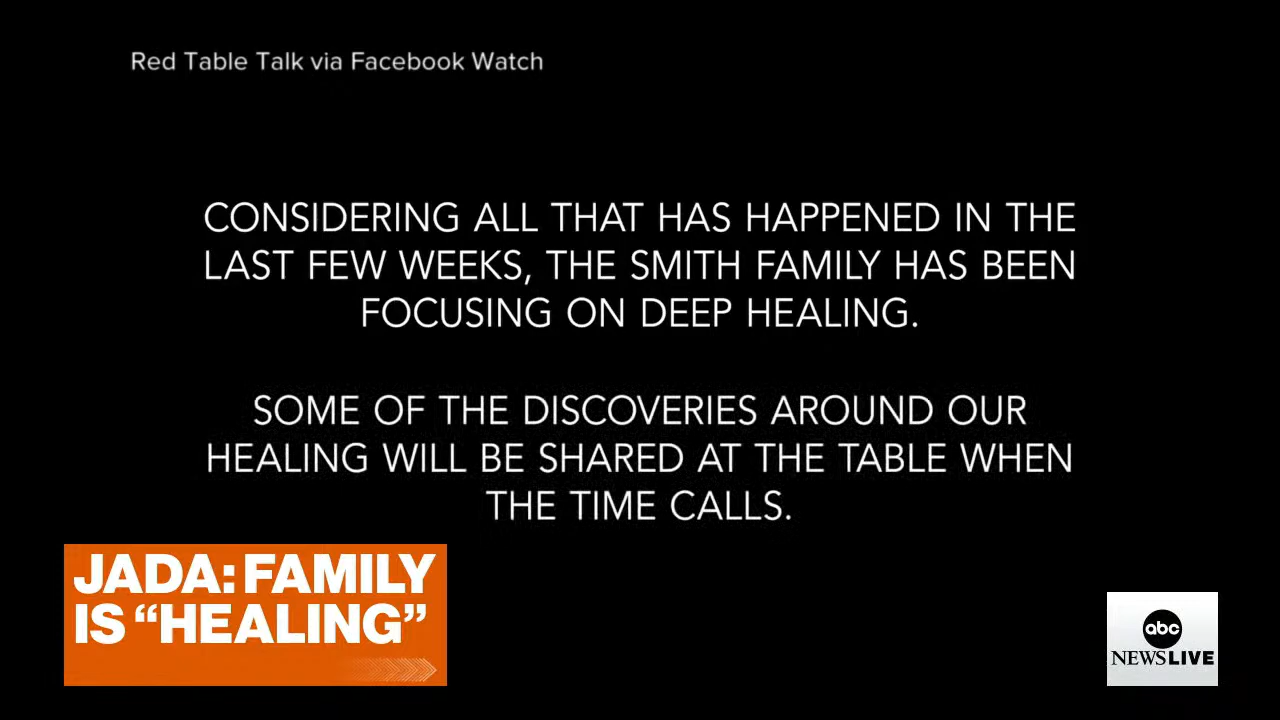 Red Table Talk via Facebook Watch
CONSIDERING ALL THAT HAS HAPPENED IN THE
LAST FEW WEEKS, THE SMITH FAMILY HAS BEEN
FOCUSING ON DEEP HEALING.
SOME OF THE DISCOVERIES AROUND OUR
HEALING WILL BE SHARED AT THE TABLE WHEN
THE TIME CALLS.
JADA: FAMILY
IS “HEALING”
abc
NEWS LIVE